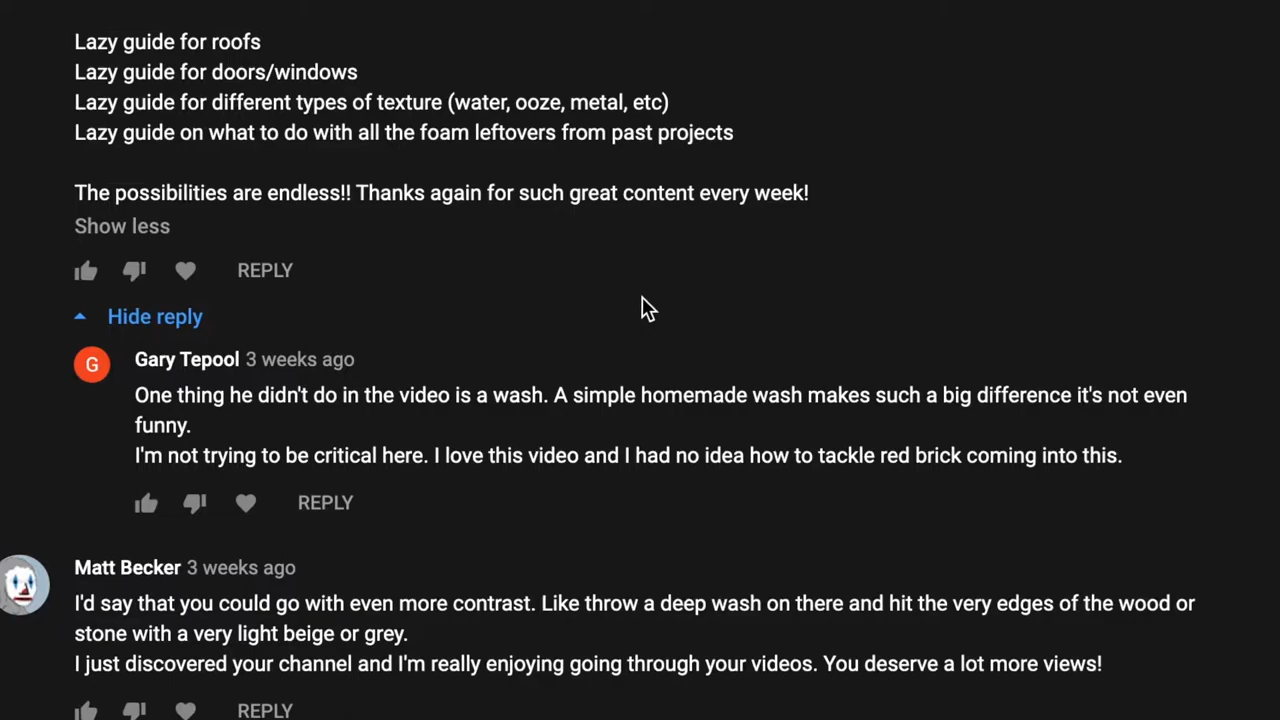 Lazy guide for roofs
Lazy guide for doors/windows
Lazy guide for different types of texture (water, ooze, metal, etc)
Lazy guide on what to do with all the foam leftovers from past projects
The possibilities are endless!! Thanks again for such great content every week!
Show less
REPLY
Hide reply
G
Gary Tepool 3 weeks ago
One thing he didn't do in the video is a wash. A simple homemade wash makes such a big difference it's not even
funny.
I'm not trying to be critical here. I love this video and I had no idea how to tackle red brick coming into this.
REPLY
Matt Becker 3 weeks ago
I'd say that you could go with even more contrast. Like throw a deep wash on there and hit the very edges of the wood or
stone with a very light beige or grey.
I just discovered your channel and I'm really enjoying going through your videos. You deserve a lot more views!
REPLY